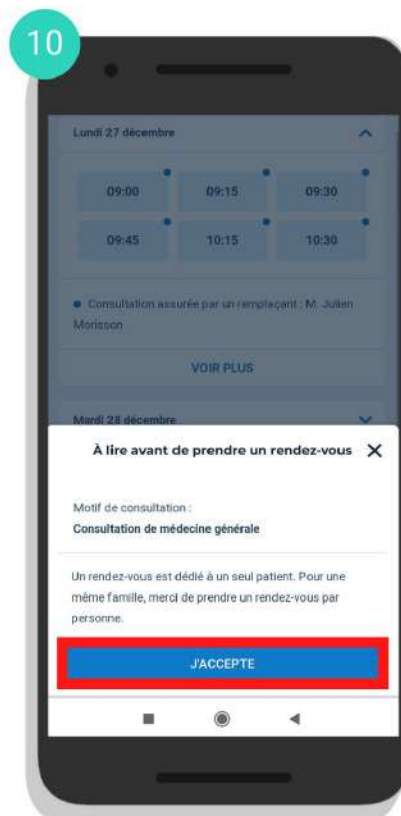 10
Lundi 27 décembre
09:00 09:15 09:30
09:45 10:15 10:30
Consultation assurée par un remplaçant : M. Julien
Morisson
VOIR PLUS
Mardi 28 décembre
À lire avant de prendre un rendez-vous
Motif de consultation :
Consultation de médecine générale
Un rendez-vous est dédié à un seul patient. Pour une
même famille, merci de prendre un rendez-vous par
personne.
J'ACCEPTE